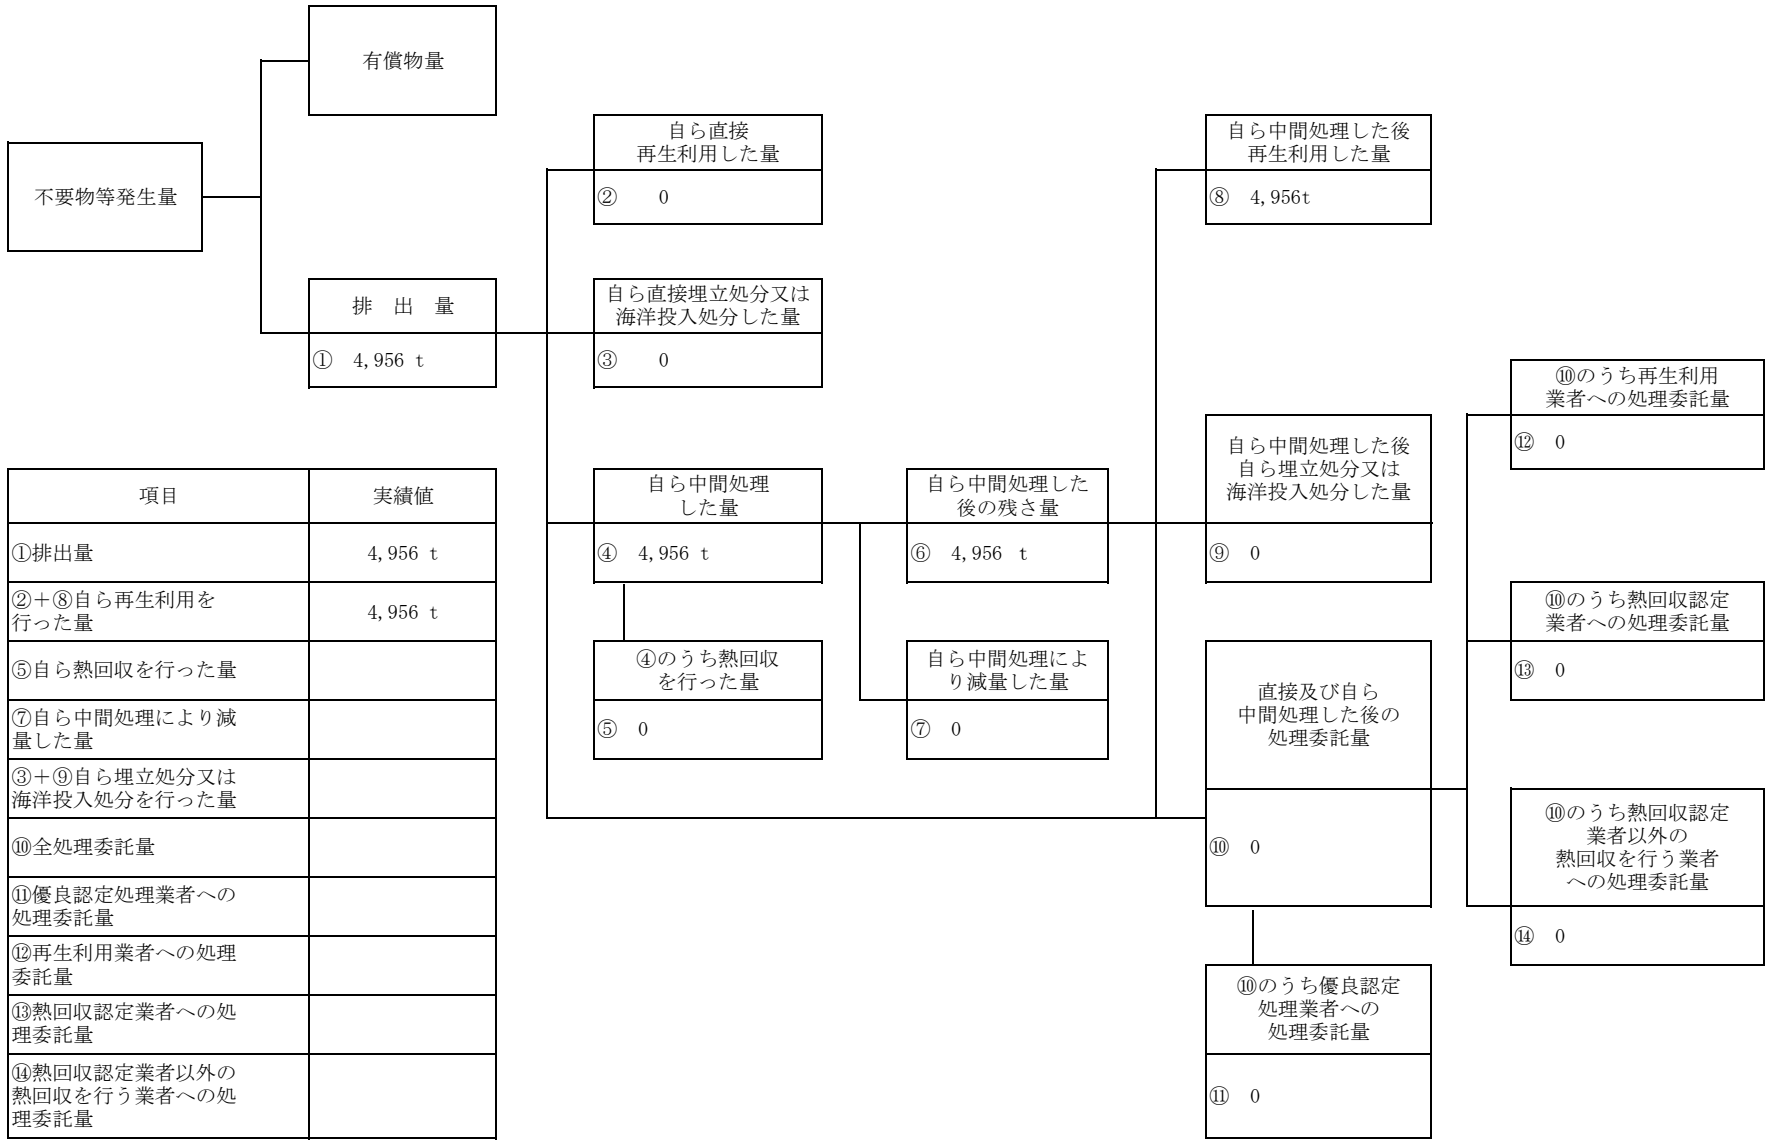 有償物量
不要物等発生量
排　出　量
①　4,956 t
自ら直接
再生利用した量
②　0
自ら直接埋立処分又は
海洋投入処分した量
③　0
自ら中間処理
した量
④　4,956 t
④のうち熱回収
を行った量
⑤　0
自ら中間処理した
後の残さ量
⑥　4,956 t
自ら中間処理によ
り減量した量
⑦　0
自ら中間処理した後
再生利用した量
⑧　4,956t
自ら中間処理した後
自ら埋立処分又は
海洋投入処分した量
⑨　0
直接及び自ら
中間処理した後の
処理委託量
⑩　0
⑩のうち優良認定
処理業者への
処理委託量
⑪　0
⑩のうち再生利用
業者への処理委託量
⑫　0
⑩のうち熱回収認定
業者への処理委託量
⑬　0
⑩のうち熱回収認定
業者以外の
熱回収を行う業者
への処理委託量
⑭　0
項目　実績値
①排出量　4,956 t
②＋⑧自ら再生利用を
行った量　4,956 t
⑤自ら熱回収を行った量
⑦自ら中間処理により減
量した量
③＋⑨自ら埋立処分又は
海洋投入処分を行った量
⑩全処理委託量
⑪優良認定処理業者への
処理委託量
⑫再生利用業者への処理
委託量
⑬熱回収認定業者への処
理委託量
⑭熱回収認定業者以外の
熱回収を行う業者への処
理委託量